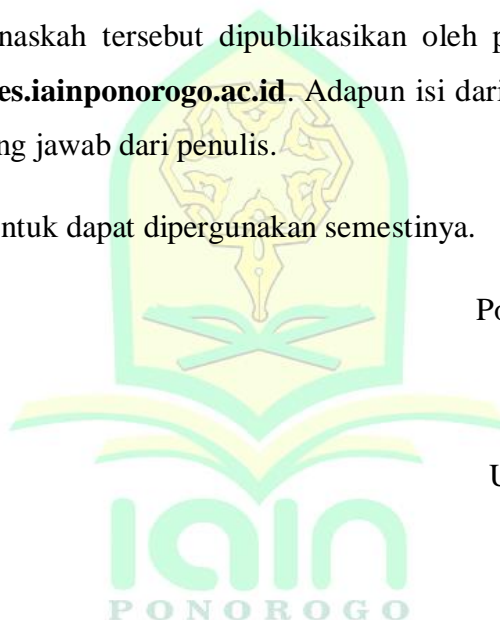 naskah tersebut dipublikasikan oleh p
es.iainponorogo.ac.id. Adapun isi dari
ng jawab dari penulis.
ntuk dapat dipergunakan semestinya.
Po
U
iain
PONOROGO